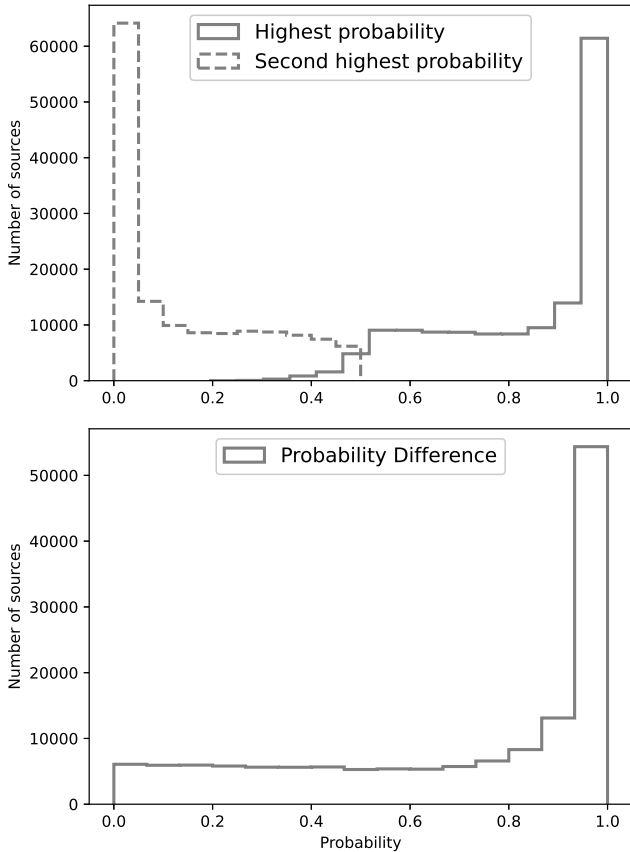 Highest probability
Second highest probability
Number of sources
60000
50000
40000
30000
20000
10000
0
0.0 0.2 0.4 0.6 0.8 1.0
Probability Difference
Number of sources
50000
40000
30000
20000
10000
0
0.0 0.2 0.4 0.6 0.8 1.0
Probability